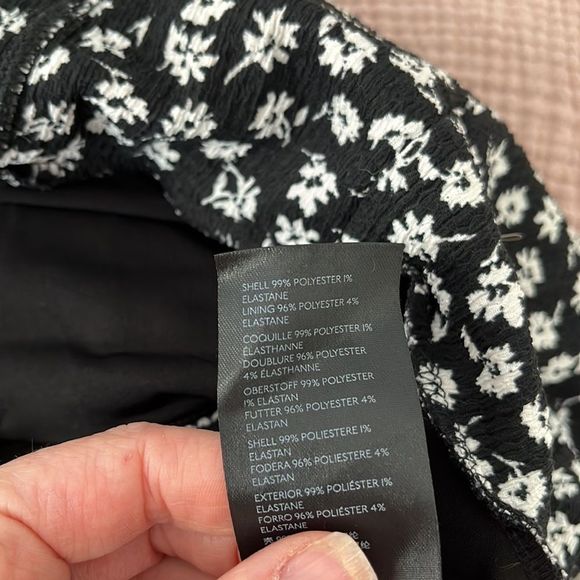 SHELL 99% POLYESTER 1%
ELASTANE
LINING 96% POLYESTER 4%
ELASTANE
COQUILLE 99% POLYESTER 1%
ÉLASTHANNE
DOUBLURE 96% POLYESTER
4% ÉLASTHANNE
OBERSTOFF 99% POLYESTER
1% ELASTAN
FUTTER 96% POLYESTER 4%
ELASTAN
SHELL 99% POLIESTERE 1%
ELASTAN
FODERA 96% POLIESTERE 4%
ELASTAN
EXTERIOR 99% POLIÉSTER 1%
ELASTANE
FORRO 96% POLIÉSTER 4%
ELASTANE